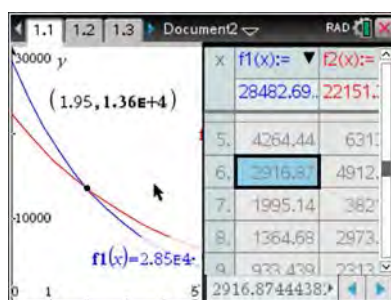 1.1 1.2 1.3 Document2 RAD
30000 y
(1.95, 1.36E+4)
10000
f1(x)=2.85E4·
0 1 5
x f1(x):= ▼ f2(x):=
28482.69.. 22151.
5. 4264.44 631
6. 2916.87 4912.
7. 1995.14 382
8. 1364.68 2973.
9. 933.439 2313
2916.8744438